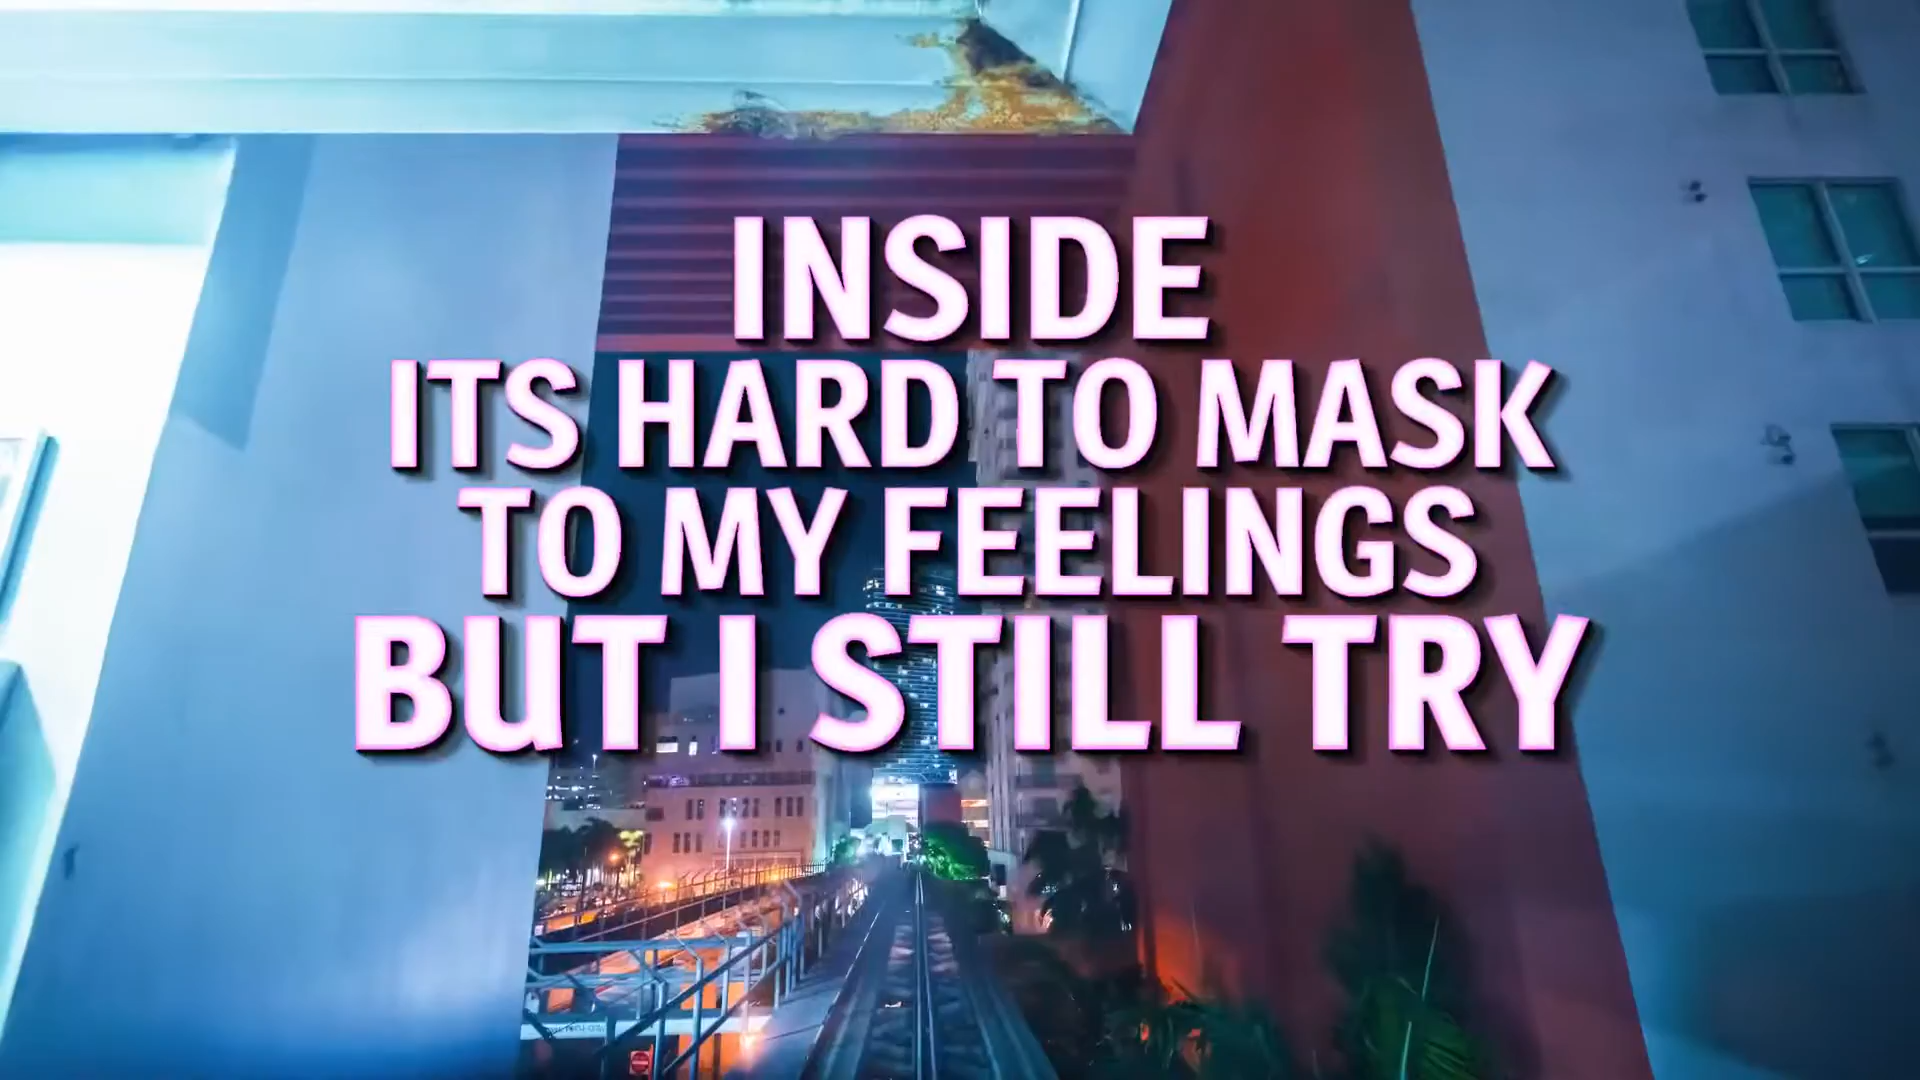 INSIDE
ITS HARD TO MASK
TO MY FEELINGS
BUT I STILL TRY